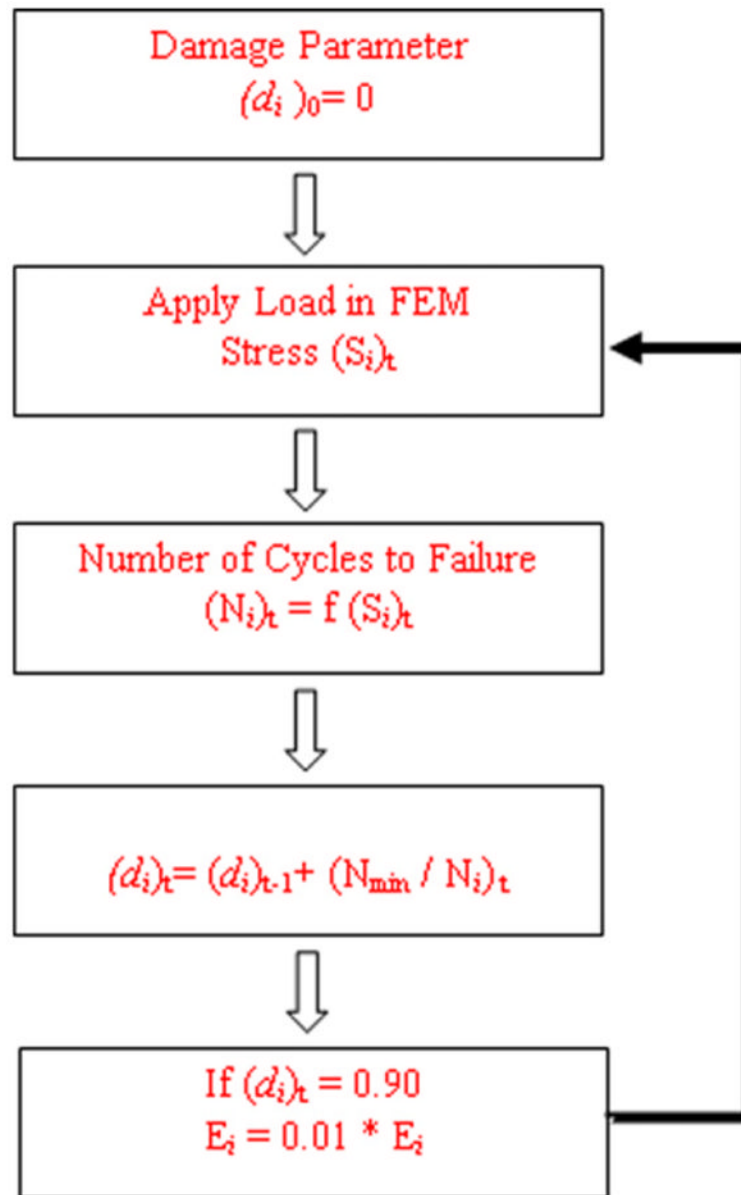 Damage Parameter
(dᵢ )₀= 0
Apply Load in FEM
Stress (Sᵢ)ₜ
Number of Cycles to Failure
(Nᵢ)ₜ = f (Sᵢ)ₜ
(dᵢ)ₜ= (dᵢ)ₜ₋₁+ (Nₘᵢₙ / Nᵢ)ₜ
If (dᵢ)ₜ = 0.90
Eᵢ = 0.01 * Eᵢ